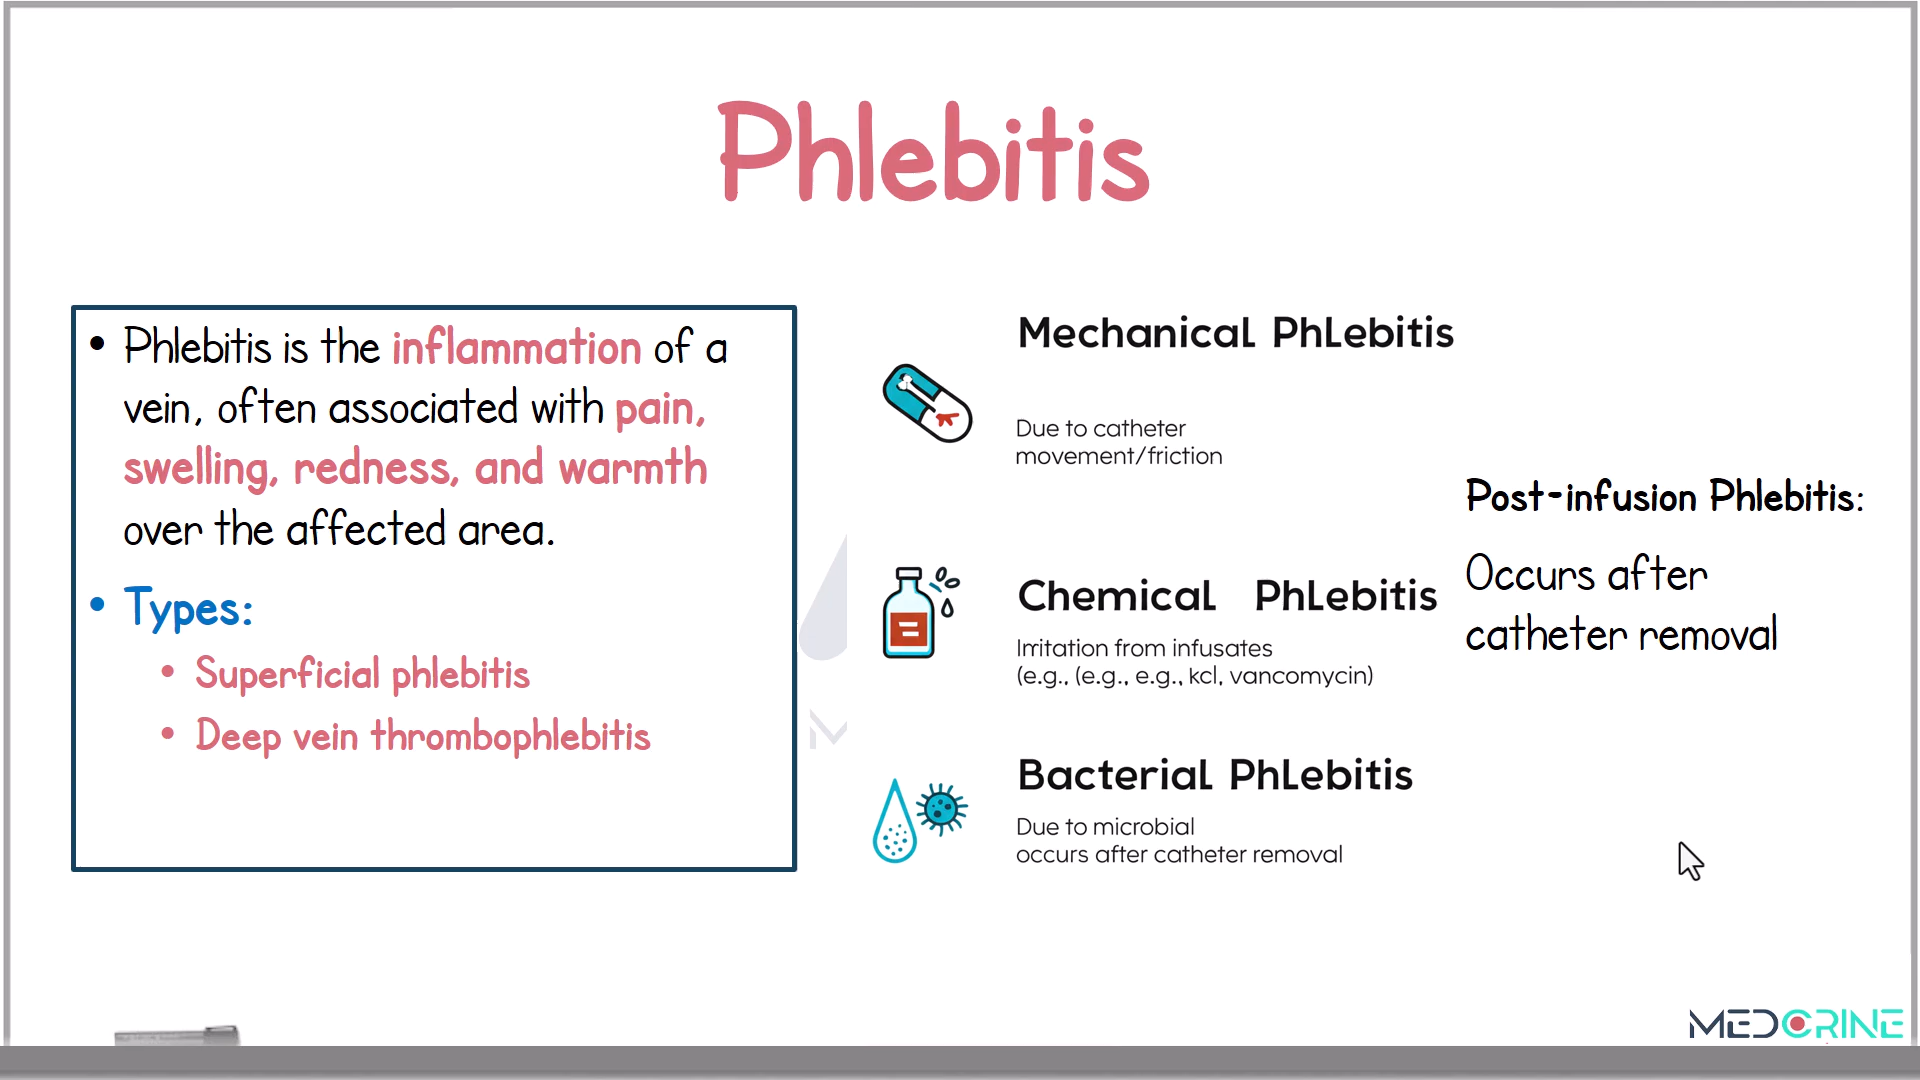 Phlebitis
• Phlebitis is the inflammation of a
vein, often associated with pain,
swelling, redness, and warmth
over the affected area.
• Types:
• Superficial phlebitis
• Deep vein thrombophlebitis
Mechanical PhLebitis
Due to catheter
movement/friction
Chemical PhLebitis
Irritation from infusates
(e.g., (e.g., e.g., kcl, vancomycin)
Bacterial PhLebitis
Due to microbial
occurs after catheter removal
Post-infusion Phlebitis:
Occurs after
catheter removal
MEDCRINE